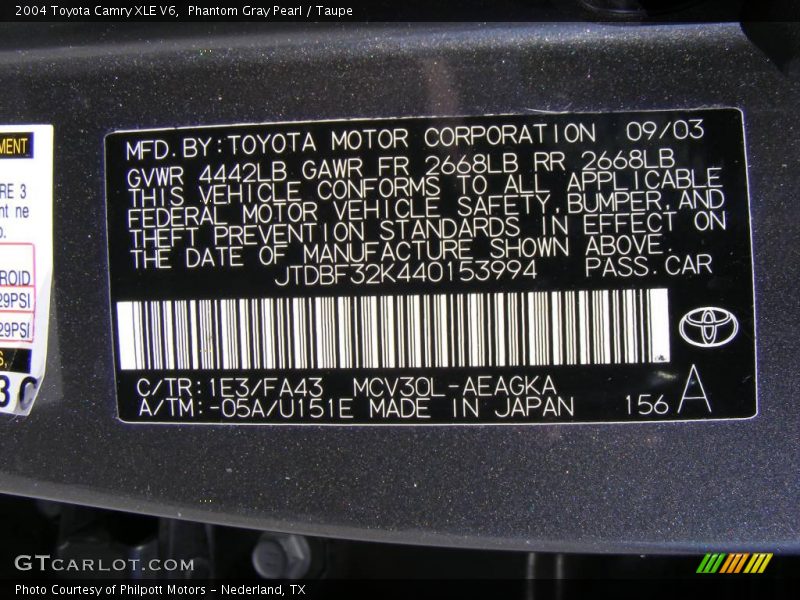 2004 Toyota Camry XLE V6, Phantom Gray Pearl / Taupe
MFD. BY: TOYOTA MOTOR CORPORATION 09/03
GVWR 4442LB GAWR FR 2668LB RR 2668LB
THIS VEHICLE CONFORMS TO ALL APPLICABLE
FEDERAL MOTOR VEHICLE SAFETY, BUMPER, AND
THEFT PREVENTION STANDARDS IN EFFECT ON
THE DATE OF MANUFACTURE SHOWN ABOVE.
JTDBF32K440153994 PASS. CAR
C/TR: 1E3/FA43 MCV30L-AEAGKA
A/TM: -05A/U151E MADE IN JAPAN 156 A
29PSI
29PSI
GTCARLOT.COM
Photo Courtesy of Philpott Motors - Nederland, TX